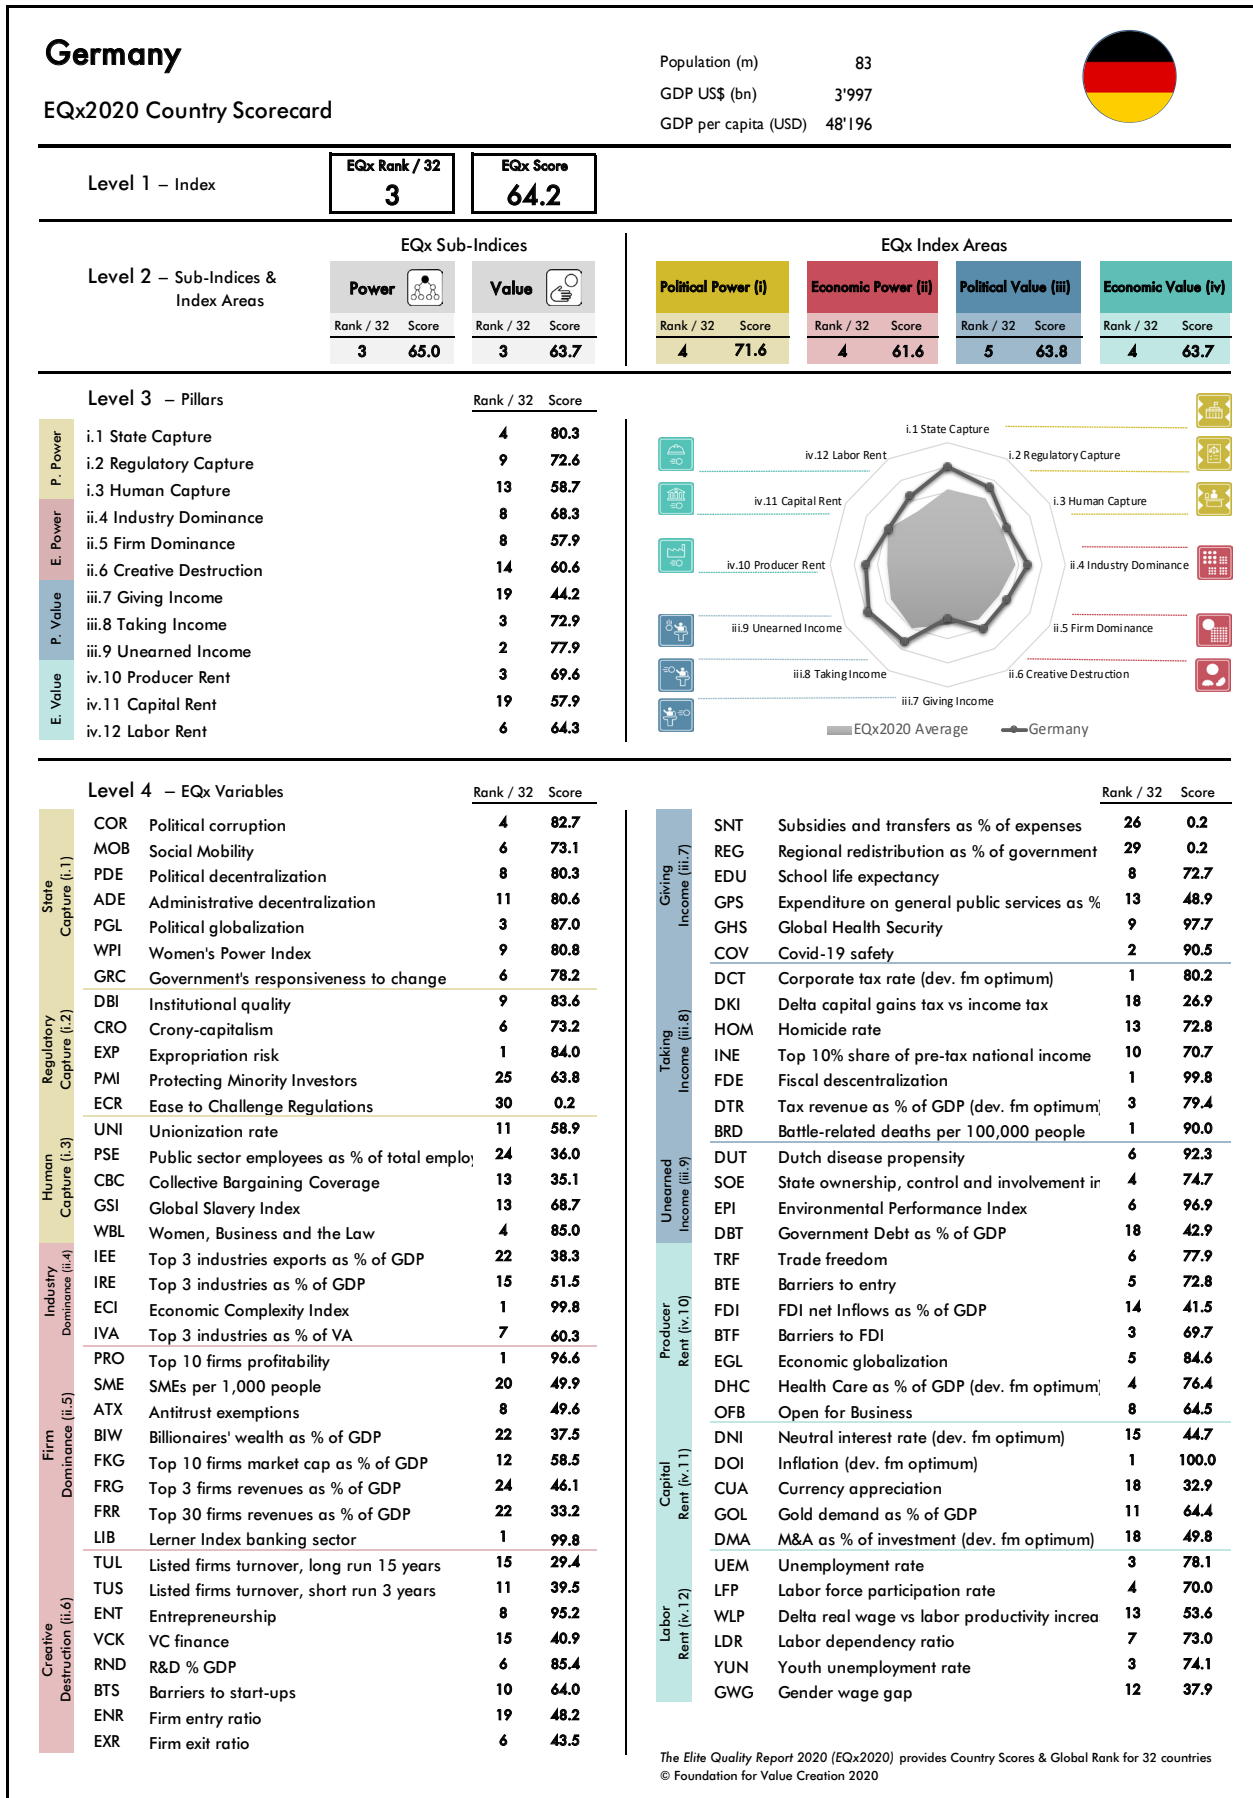 Germany
EQx2020 Country Scorecard
Population (m) 83
GDP US$ (bn) 3'997
GDP per capita (USD) 48'196
Level 1 – Index
EQx Rank / 32
3
EQx Score
64.2
Level 2 – Sub-Indices & Index Areas
EQx Sub-Indices
Power
Value
Rank / 32 Score Rank / 32 Score
3 65.0 3 63.7
EQx Index Areas
Political Power (i) Economic Power (ii) Political Value (iii) Economic Value (iv)
Rank / 32 Score Rank / 32 Score Rank / 32 Score Rank / 32 Score
4 71.6 4 61.6 5 63.8 4 63.7
Level 3 – Pillars Rank / 32 Score
P. Power
i.1 State Capture 4 80.3
i.2 Regulatory Capture 9 72.6
i.3 Human Capture 13 58.7
E. Power
ii.4 Industry Dominance 8 68.3
ii.5 Firm Dominance 8 57.9
ii.6 Creative Destruction 14 60.6
P. Value
iii.7 Giving Income 19 44.2
iii.8 Taking Income 3 72.9
iii.9 Unearned Income 2 77.9
E. Value
iv.10 Producer Rent 3 69.6
iv.11 Capital Rent 19 57.9
iv.12 Labor Rent 6 64.3
i.1 State Capture
i.2 Regulatory Capture
i.3 Human Capture
ii.4 Industry Dominance
ii.5 Firm Dominance
ii.6 Creative Destruction
iii.7 Giving Income
iii.8 Taking Income
iii.9 Unearned Income
iv.10 Producer Rent
iv.11 Capital Rent
iv.12 Labor Rent
EQx2020 Average Germany
Level 4 – EQx Variables Rank / 32 Score
State Capture (i.1)
COR Political corruption 4 82.7
MOB Social Mobility 6 73.1
PDE Political decentralization 8 80.3
ADE Administrative decentralization 11 80.6
PGL Political globalization 3 87.0
WPI Women's Power Index 9 80.8
GRC Government's responsiveness to change 6 78.2
Regulatory Capture (i.2)
DBI Institutional quality 9 83.6
CRO Crony-capitalism 6 73.2
EXP Expropriation risk 1 84.0
PMI Protecting Minority Investors 25 63.8
ECR Ease to Challenge Regulations 30 0.2
Human Capture (i.3)
UNI Unionization rate 11 58.9
PSE Public sector employees as % of total employ 24 36.0
CBC Collective Bargaining Coverage 13 35.1
GSI Global Slavery Index 13 68.7
WBL Women, Business and the Law 4 85.0
Industry Dominance (ii.4)
IEE Top 3 industries exports as % of GDP 22 38.3
IRE Top 3 industries as % of GDP 15 51.5
ECI Economic Complexity Index 1 99.8
IVA Top 3 industries as % of VA 7 60.3
Firm Dominance (ii.5)
PRO Top 10 firms profitability 1 96.6
SME SMEs per 1,000 people 20 49.9
ATX Antitrust exemptions 8 49.6
BIW Billionaires' wealth as % of GDP 22 37.5
FKG Top 10 firms market cap as % of GDP 12 58.5
FRG Top 3 firms revenues as % of GDP 24 46.1
FRR Top 30 firms revenues as % of GDP 22 33.2
LIB Lerner Index banking sector 1 99.8
Creative Destruction (ii.6)
TUL Listed firms turnover, long run 15 years 15 29.4
TUS Listed firms turnover, short run 3 years 11 39.5
ENT Entrepreneurship 8 95.2
VCK VC finance 15 40.9
RND R&D % GDP 6 85.4
BTS Barriers to start-ups 10 64.0
ENR Firm entry ratio 19 48.2
EXR Firm exit ratio 6 43.5
Rank / 32 Score
Giving Income (iii.7)
SNT Subsidies and transfers as % of expenses 26 0.2
REG Regional redistribution as % of government 29 0.2
EDU School life expectancy 8 72.7
GPS Expenditure on general public services as % 13 48.9
GHS Global Health Security 9 97.7
COV Covid-19 safety 2 90.5
Taking Income (iii.8)
DCT Corporate tax rate (dev. fm optimum) 1 80.2
DKI Delta capital gains tax vs income tax 18 26.9
HOM Homicide rate 13 72.8
INE Top 10% share of pre-tax national income 10 70.7
FDE Fiscal descentralization 1 99.8
DTR Tax revenue as % of GDP (dev. fm optimum) 3 79.4
BRD Battle-related deaths per 100,000 people 1 90.0
Unearned Income (iii.9)
DUT Dutch disease propensity 6 92.3
SOE State ownership, control and involvement in 4 74.7
EPI Environmental Performance Index 6 96.9
DBT Government Debt as % of GDP 18 42.9
Producer Rent (iv.10)
TRF Trade freedom 6 77.9
BTE Barriers to entry 5 72.8
FDI FDI net Inflows as % of GDP 14 41.5
BTF Barriers to FDI 3 69.7
EGL Economic globalization 5 84.6
DHC Health Care as % of GDP (dev. fm optimum) 4 76.4
OFB Open for Business 8 64.5
Capital Rent (iv.11)
DNI Neutral interest rate (dev. fm optimum) 15 44.7
DOI Inflation (dev. fm optimum) 1 100.0
CUA Currency appreciation 18 32.9
GOL Gold demand as % of GDP 11 64.4
DMA M&A as % of investment (dev. fm optimum) 18 49.8
Labor Rent (iv.12)
UEM Unemployment rate 3 78.1
LFP Labor force participation rate 4 70.0
WLP Delta real wage vs labor productivity increa 13 53.6
LDR Labor dependency ratio 7 73.0
YUN Youth unemployment rate 3 74.1
GWG Gender wage gap 12 37.9
The Elite Quality Report 2020 (EQx2020) provides Country Scores & Global Rank for 32 countries
© Foundation for Value Creation 2020